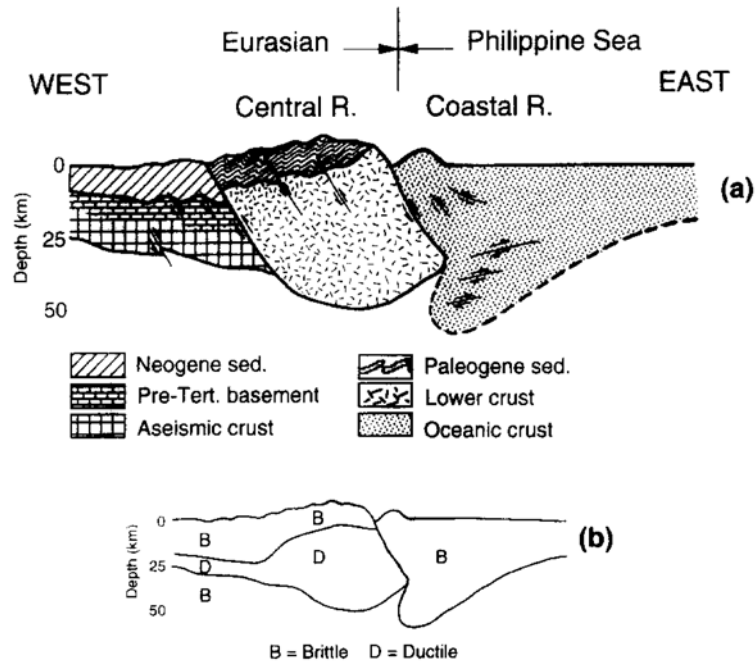 Eurasian Philippine Sea
WEST EAST
Central R. Coastal R.
0
25
50
Depth (km)
(a)
Neogene sed. Paleogene sed.
Pre-Tert. basement Lower crust
Aseismic crust Oceanic crust
0
25
50
Depth (km)
B
B
D
D
B
B
(b)
B = Brittle D = Ductile